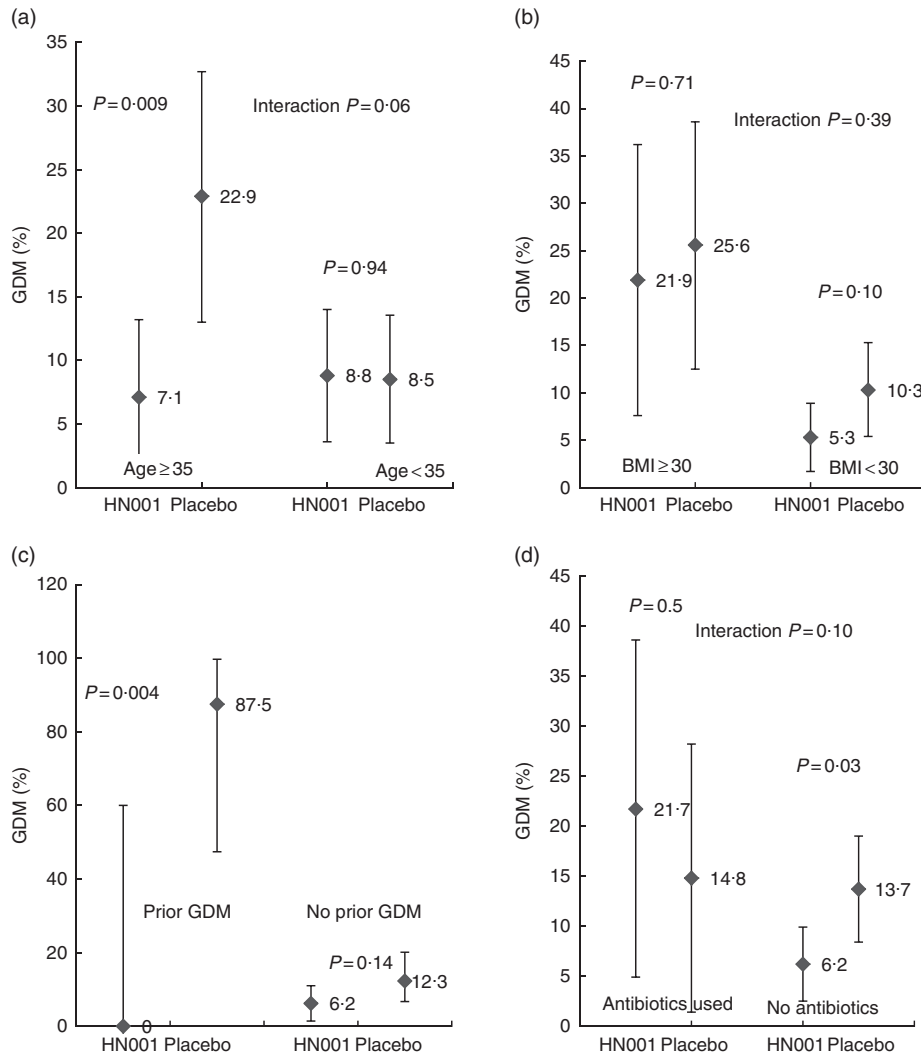 (a)
35
30
25
20
15
10
5
0
GDM (%)
P=0·009
Interaction P=0·06
22·9
P=0·94
7·1
8·8
8·5
Age≥35
Age<35
HN001 Placebo
HN001 Placebo
(b)
45
40
35
30
25
20
15
10
5
0
GDM (%)
P=0·71
Interaction P=0·39
21·9
25·6
P=0·10
5·3
10·3
BMI≥30
BMI<30
HN001 Placebo
HN001 Placebo
(c)
120
100
80
60
40
20
0
GDM (%)
P=0·004
87·5
Prior GDM
No prior GDM
P=0·14
0
6·2
12·3
HN001 Placebo
HN001 Placebo
(d)
45
40
35
30
25
20
15
10
5
0
GDM (%)
P=0·5
Interaction P=0·10
P=0·03
21·7
14·8
6·2
13·7
Antibiotics used
No antibiotics
HN001 Placebo
HN001 Placebo